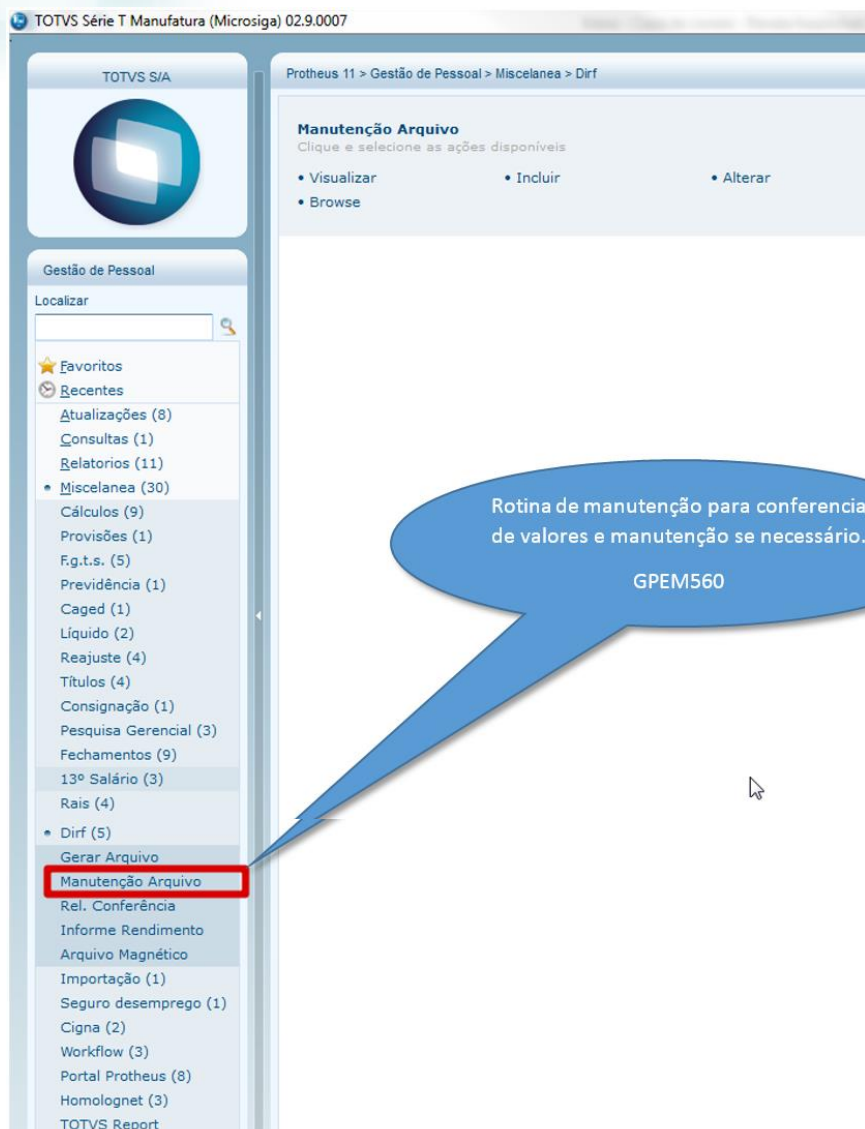 TOTVS Série T Manufatura (Microsiga) 02.9.0007
TOTVS S/A
Protheus 11 > Gestão de Pessoal > Miscelanea > Dirf
Manutenção Arquivo
Clique e selecione as ações disponíveis
• Visualizar • Incluir • Alterar
• Browse
Gestão de Pessoal
Localizar
Favoritos
Recentes
Atualizações (8)
Consultas (1)
Relatorios (11)
• Miscelanea (30)
Cálculos (9)
Provisões (1)
F.g.t.s. (5)
Previdência (1)
Caged (1)
Líquido (2)
Reajuste (4)
Títulos (4)
Consignação (1)
Pesquisa Gerencial (3)
Fechamentos (9)
13º Salário (3)
Rais (4)
• Dirf (5)
Gerar Arquivo
Manutenção Arquivo
Rel. Conferência
Informe Rendimento
Arquivo Magnético
Importação (1)
Seguro desemprego (1)
Cigna (2)
Workflow (3)
Portal Protheus (8)
Homolognet (3)
TOTVS Report
Rotina de manutenção para conferencia
de valores e manutenção se necessário.
GPEM560